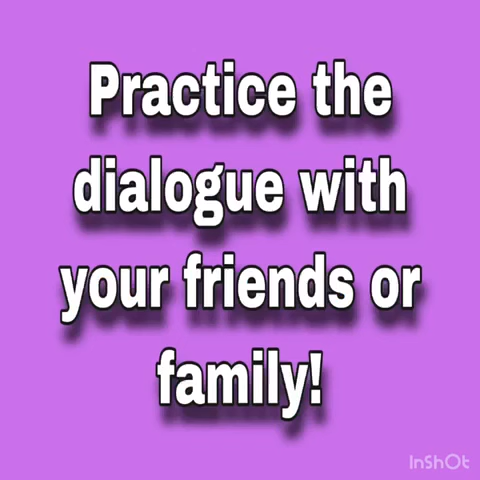 Practice the
dialogue with
your friends or
family!
InShOt